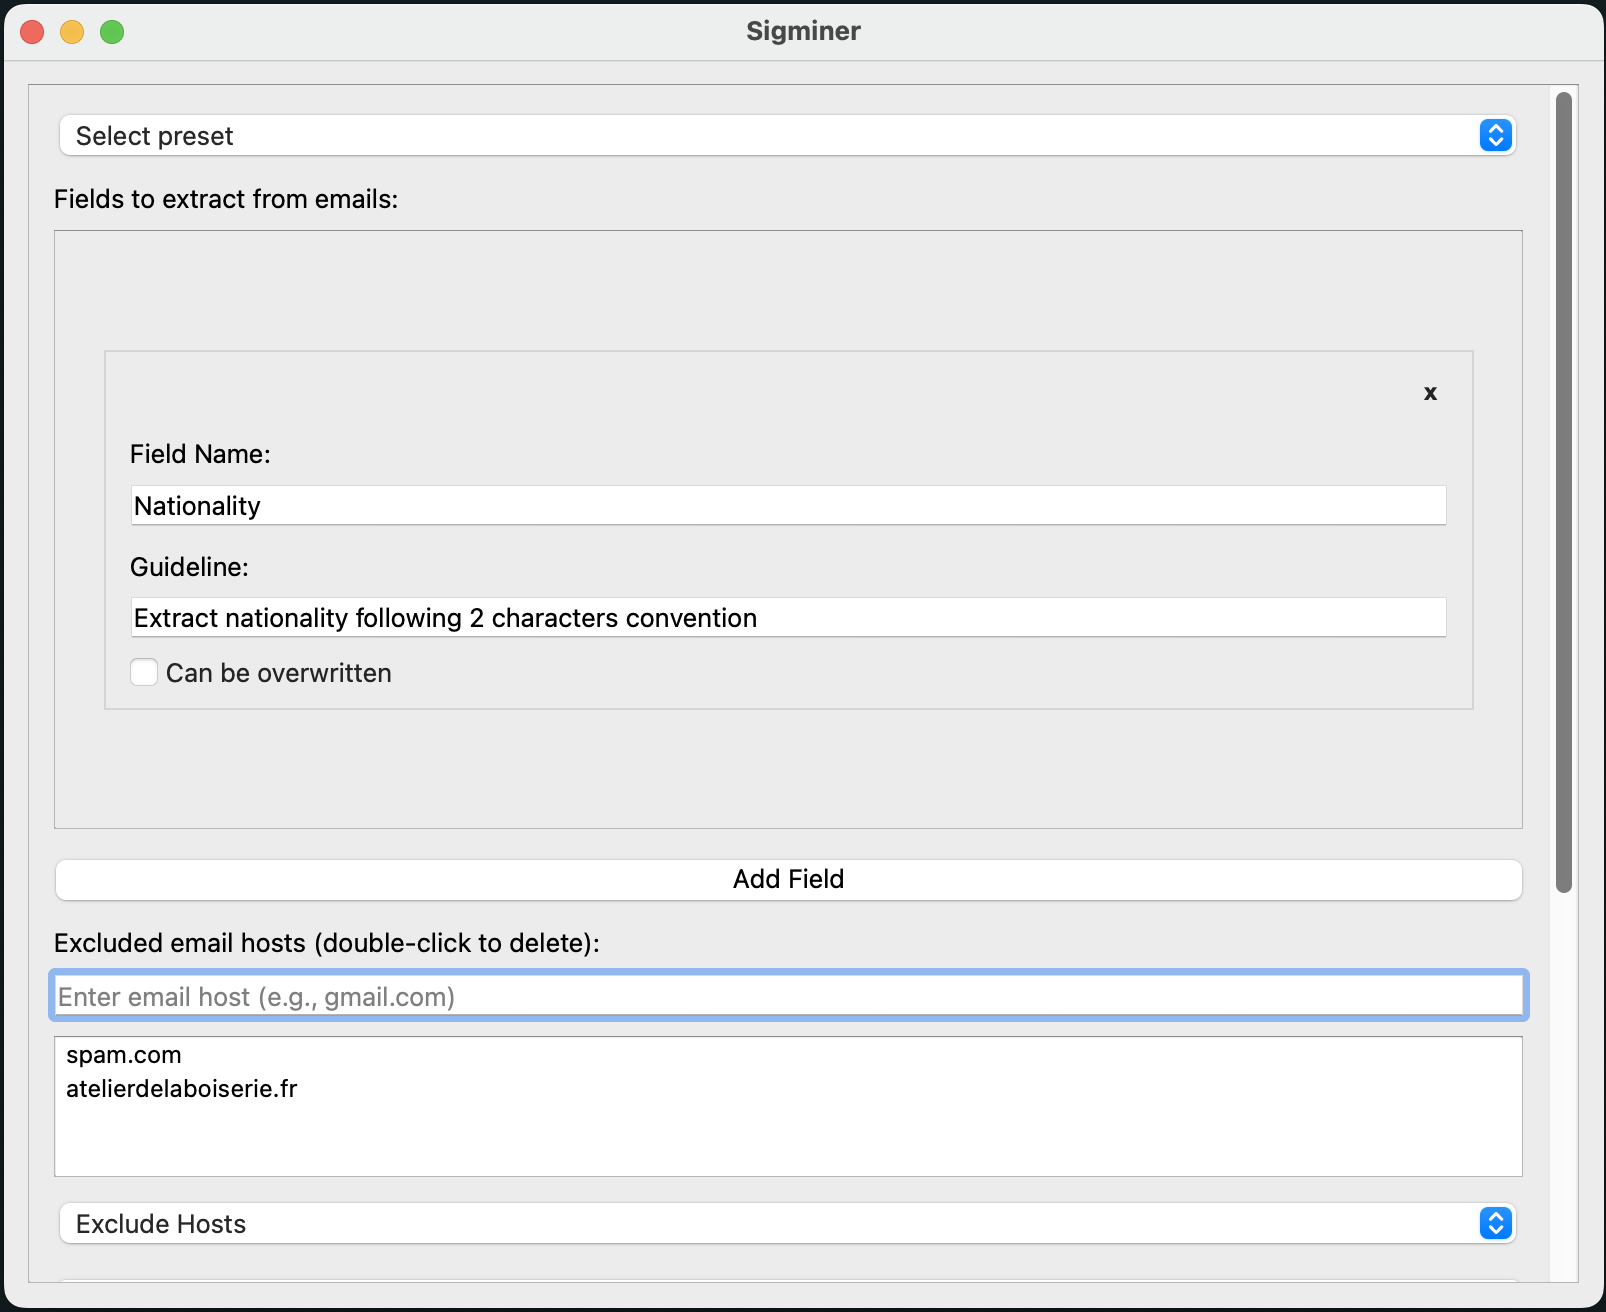 Sigminer
Select preset
Fields to extract from emails:
x
Field Name:
Nationality
Guideline:
Extract nationality following 2 characters convention
Can be overwritten
Add Field
Excluded email hosts (double-click to delete):
Enter email host (e.g., gmail.com)
spam.com
atelierdelaboiserie.fr
Exclude Hosts